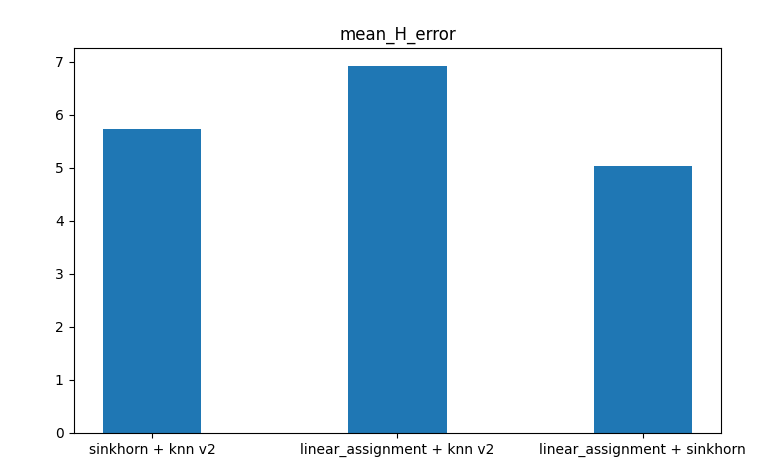 mean_H_error
7
6
5
4
3
2
1
0
sinkhorn + knn v2
linear_assignment + knn v2
linear_assignment + sinkhorn